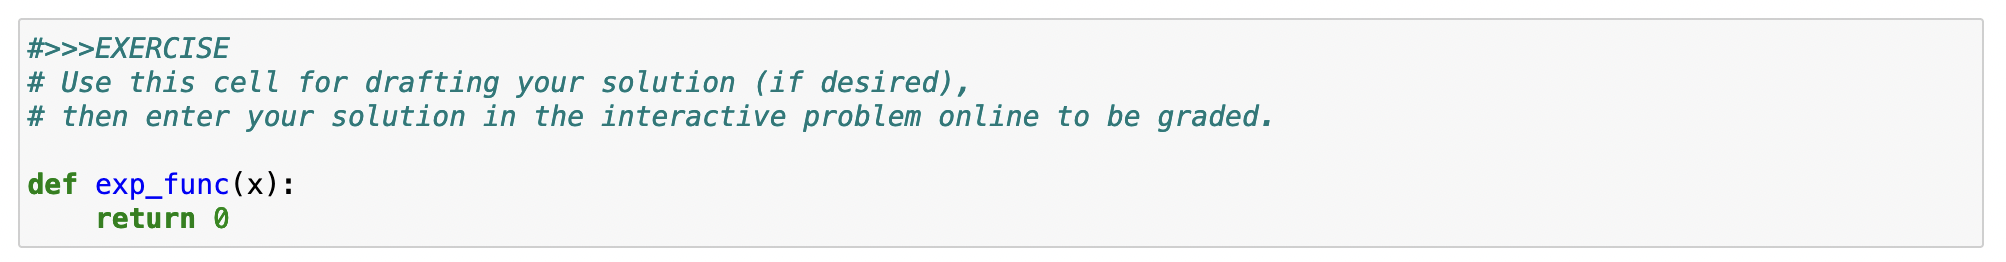 #>>>EXERCISE
# Use this cell for drafting your solution (if desired),
# then enter your solution in the interactive problem online to be graded.
def exp_func(x):
    return 0